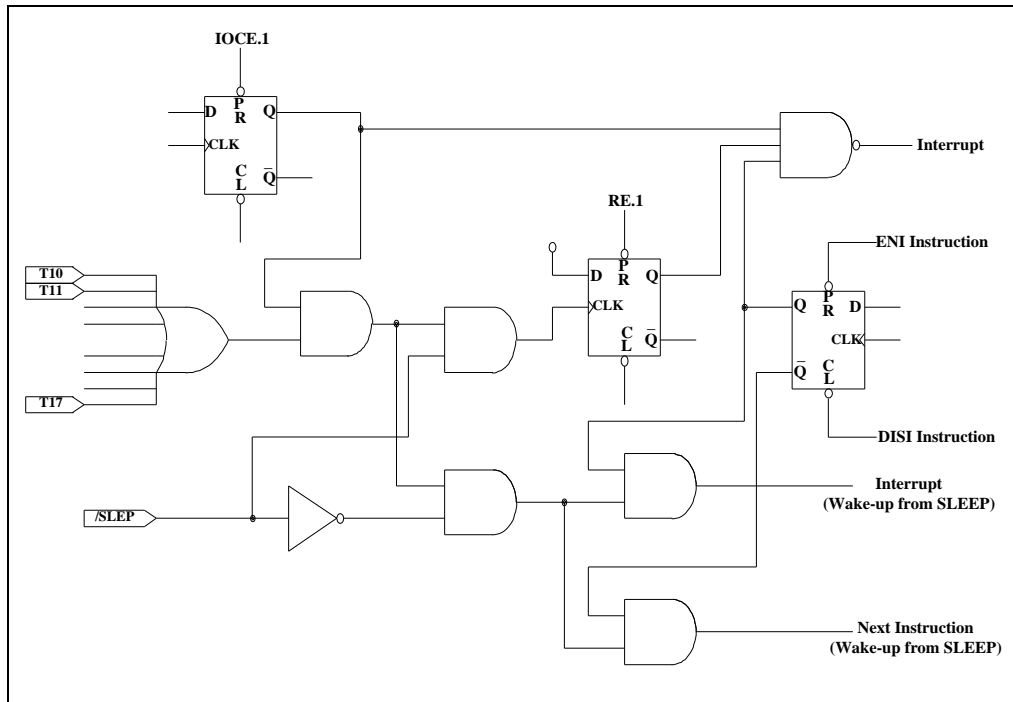 IOCE.1
D P R Q
CLK
C L Q̅
Interrupt
RE.1
D P R Q
CLK
C L Q̅
ENI Instruction
Q P R D
CLK
Q̅ C L
DISI Instruction
T10
T11
T17
/SLEP
Interrupt
(Wake-up from SLEEP)
Next Instruction
(Wake-up from SLEEP)